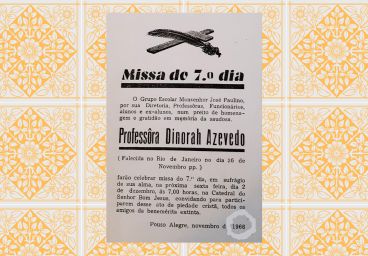 Missa de 7.º dia
O Grupo Escolar Monsenhor José Paulino,
por sua Diretoria, Professôras, Funcionários,
alunos e ex-alunos, num preito de homena-
gem e gratidão em memória da saudosa
Professôra Dinorah Azevedo
(Falecida no Rio de Janeiro no dia 26 de
Novembro pp.)
farão celebrar missa do 7.º dia, em sufrágio
de sua alma, na próxima sexta feira, dia 2
de dezembro, às 7,00 horas, na Catedral do
Senhor Bom Jesus, convidando para partici-
parem desse ato de piedade cristã, todos os
amigos da benemérita extinta.
Pouso Alegre, novembro d 1966